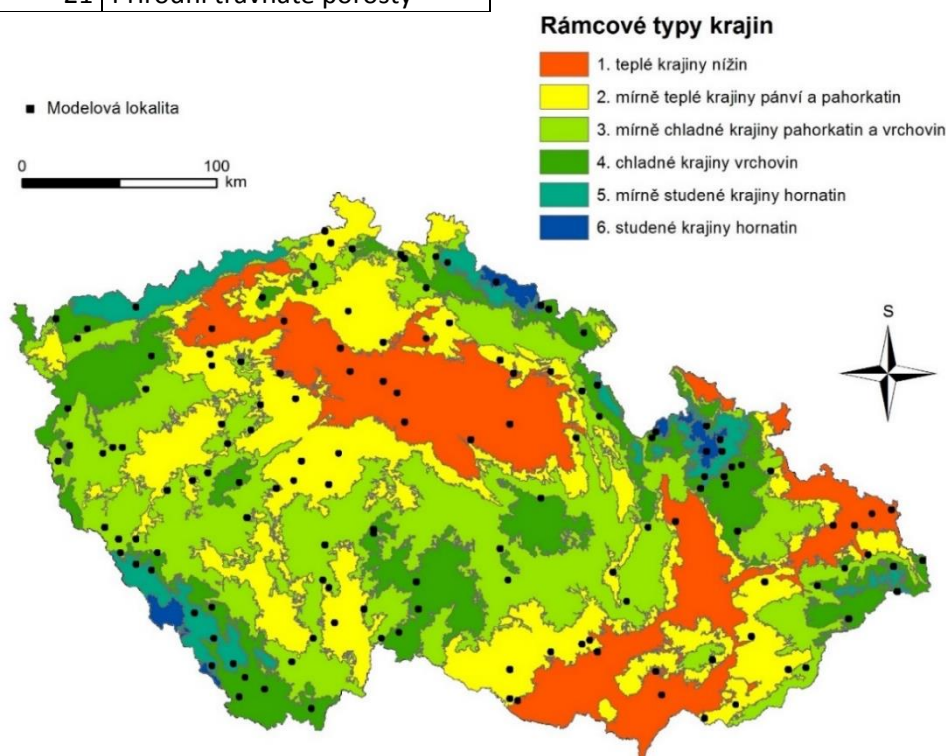 21 Přírodní travnaté porosty
Rámcové typy krajin
1. teplé krajiny nížin
2. mírně teplé krajiny pánví a pahorkatin
3. mírně chladné krajiny pahorkatin a vrchovin
4. chladné krajiny vrchovin
5. mírně studené krajiny hornatin
6. studené krajiny hornatin
Modelová lokalita
0 100
km
S